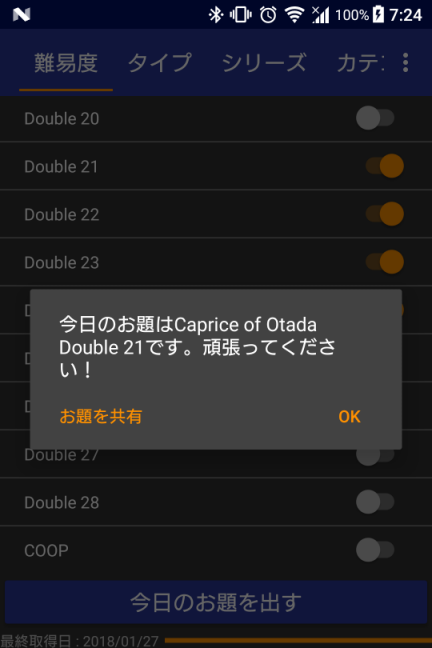 100% 7:24
難易度 タイプ シリーズ カテ
Double 20
Double 21
Double 22
Double 23
今日のお題はCaprice of Otada
Double 21です。頑張ってくださ
い！
お題を共有 OK
Double 27
Double 28
COOP
今日のお題を出す
最終取得日 : 2018/01/27